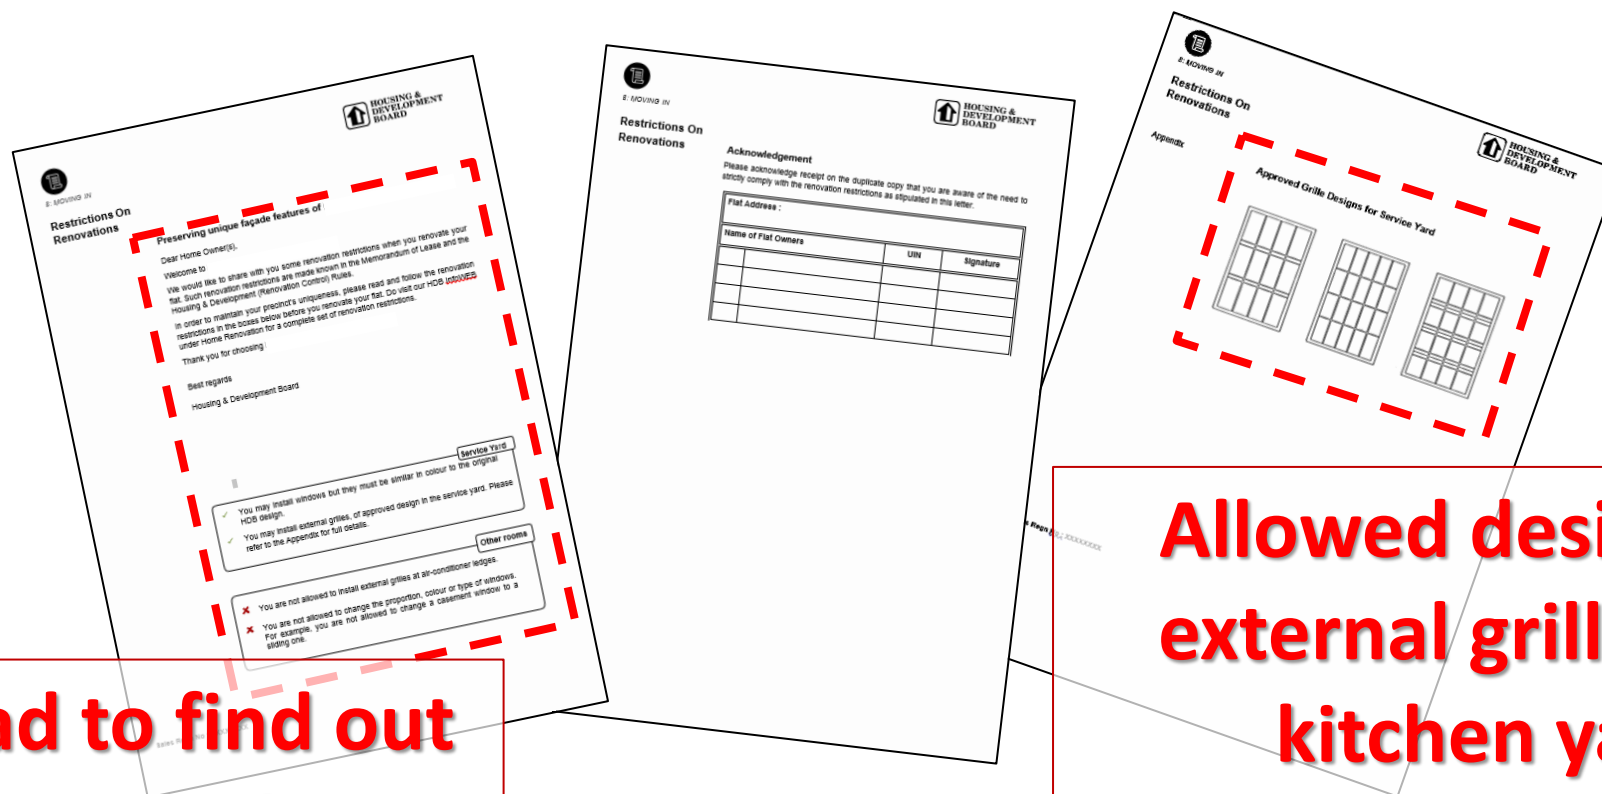 E: MOVING IN
HOUSING &
DEVELOPMENT
BOARD
Restrictions On
Renovations
Preserving unique façade features of
Dear Home Owner(s),
Welcome to
We would like to share with you some renovation restrictions when you renovate your
flat. Such renovation restrictions are made known in the Memorandum of Lease and the
Housing & Development (Renovation Control) Rules.
In order to maintain your precinct's uniqueness, please read and follow the renovation
restrictions in the boxes below before you renovate your flat. Do visit our HDB InfoWEB
under Home Renovation for a complete set of renovation restrictions.
Thank you for choosing
Best regards
Housing & Development Board
Service Yard
✓ You may install windows but they must be similar in colour to the original
HDB design.
✓ You may install external grilles, of approved design in the service yard. Please
refer to the Appendix for full details.
Other rooms
✗ You are not allowed to install external grilles at air-conditioner ledges.
✗ You are not allowed to change the proportion, colour or type of windows.
For example, you are not allowed to change a casement window to a
sliding one.
ad to find out
E: MOVING IN
HOUSING &
DEVELOPMENT
BOARD
Restrictions On
Renovations
Acknowledgement
Please acknowledge receipt on the duplicate copy that you are aware of the need to
strictly comply with the renovation restrictions as stipulated in this letter.
Flat Address :
Name of Flat Owners UIN Signature
E: MOVING IN
Restrictions On
Renovations
HOUSING &
DEVELOPMENT
BOARD
Appendix
Approved Grille Designs for Service Yard
Allowed desi
external grill
kitchen ya